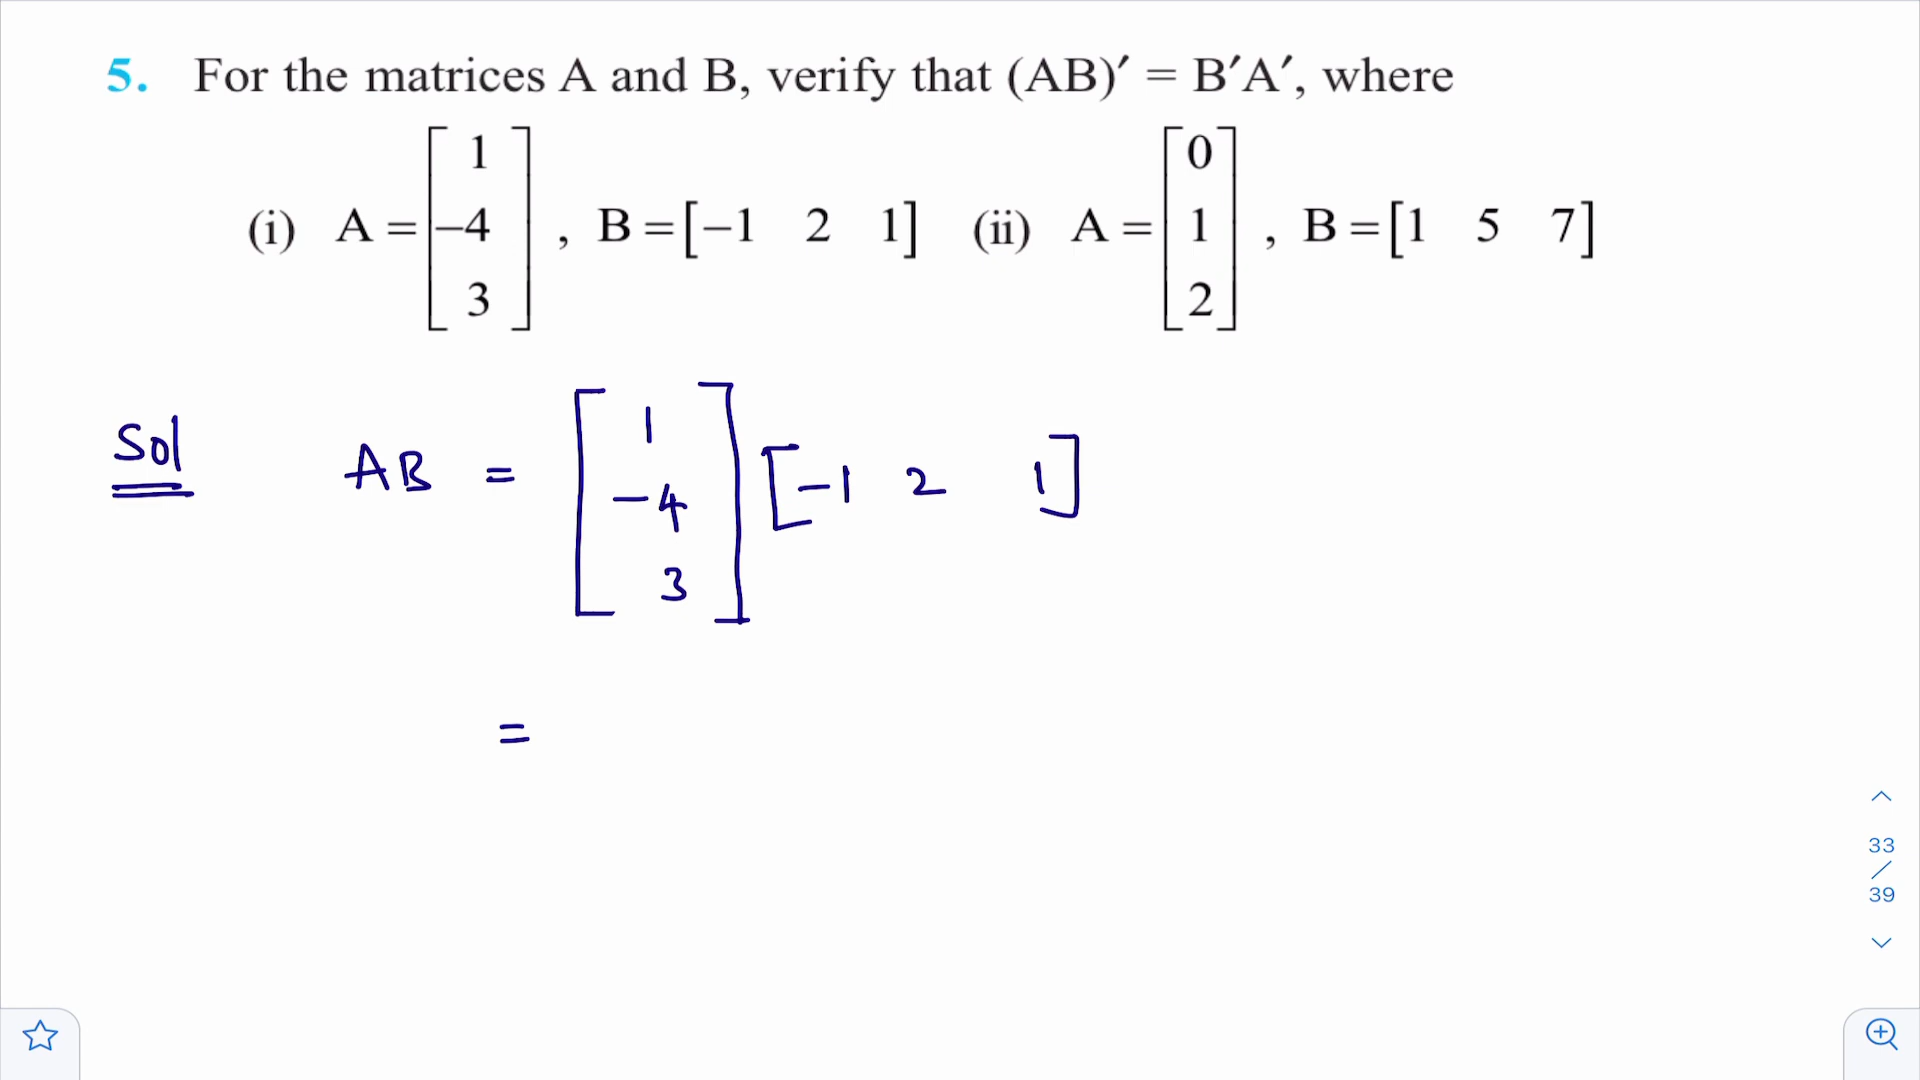 5. For the matrices A and B, verify that (AB)′ = B′A′, where
(i) A = [1 −4 3], B = [−1 2 1] (ii) A = [0 1 2], B = [1 5 7]
Sol AB = [1 −4 3] [−1 2 1]
=
33
/
39